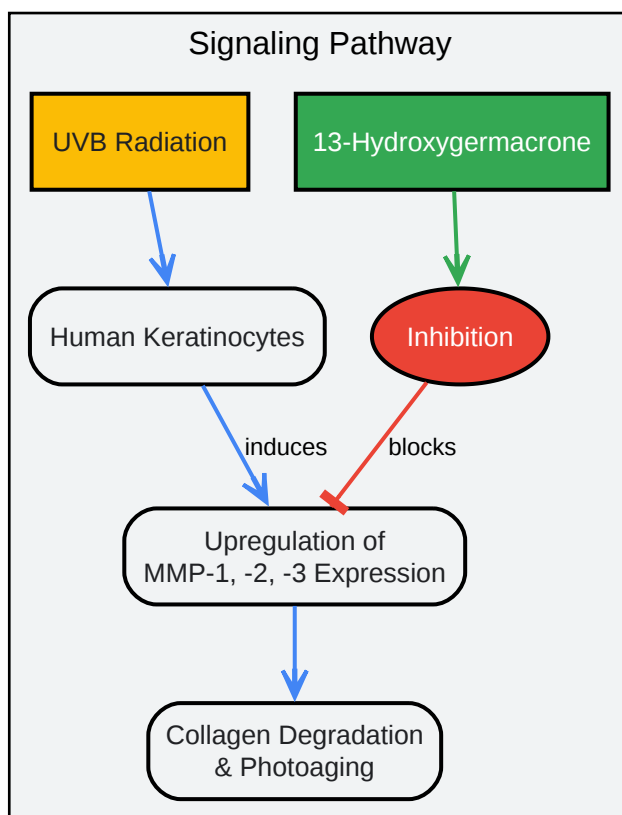 Signaling Pathway
UVB Radiation
13-Hydroxygermacrone
Human Keratinocytes
Inhibition
induces
blocks
Upregulation of
MMP-1, -2, -3 Expression
Collagen Degradation
& Photoaging